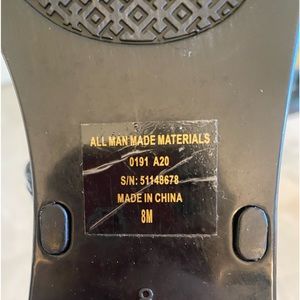 ALL MAN MADE MATERIALS
0191 A20
S/N: 51148678
MADE IN CHINA
8M